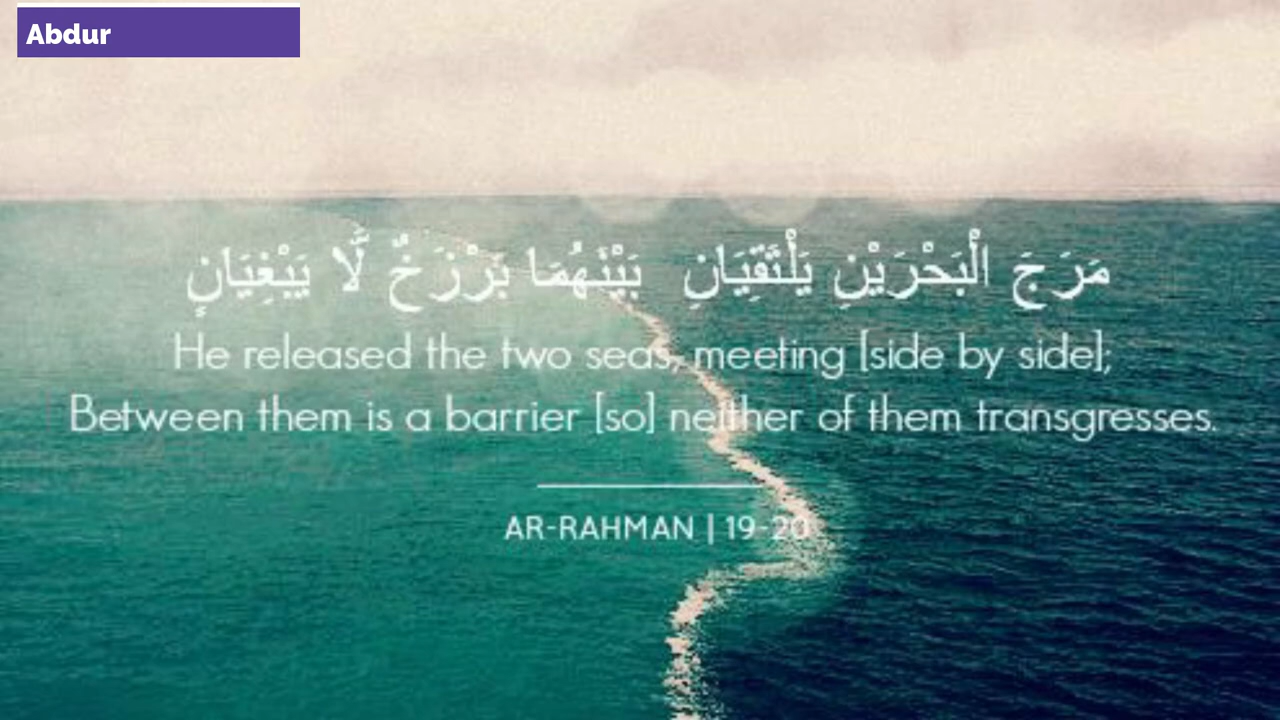 Abdur
مَرَجَ الْبَحْرَيْنِ يَلْتَقِيَانِ بَيْنَهُمَا بَرْزَخٌ لَّا يَبْغِيَانِ
He released the two seas, meeting [side by side];
Between them is a barrier [so] neither of them transgresses.
AR-RAHMAN | 19-20